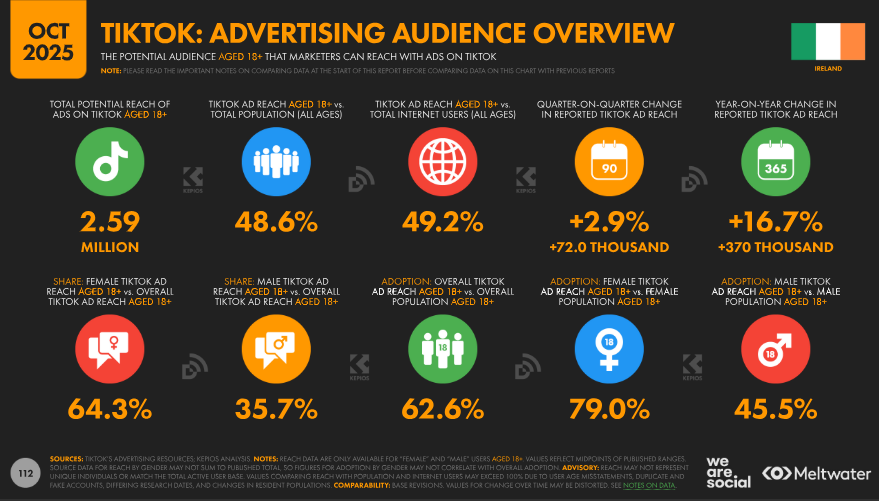 OCT
2025
TIKTOK: ADVERTISING AUDIENCE OVERVIEW
THE POTENTIAL AUDIENCE AGED 18+ THAT MARKETERS CAN REACH WITH ADS ON TIKTOK
NOTE: PLEASE READ THE IMPORTANT NOTES ON COMPARING DATA AT THE START OF THIS REPORT BEFORE COMPARING DATA ON THIS CHART WITH PREVIOUS REPORTS
IRELAND
TOTAL POTENTIAL REACH OF
ADS ON TIKTOK AGED 18+
2.59
MILLION
TIKTOK AD REACH AGED 18+ vs.
TOTAL POPULATION (ALL AGES)
48.6%
TIKTOK AD REACH AGED 18+ vs.
TOTAL INTERNET USERS (ALL AGES)
49.2%
QUARTER-ON-QUARTER CHANGE
IN REPORTED TIKTOK AD REACH
90
+2.9%
+72.0 THOUSAND
YEAR-ON-YEAR CHANGE IN
REPORTED TIKTOK AD REACH
365
+16.7%
+370 THOUSAND
KEPIOS
KEPIOS
SHARE: FEMALE TIKTOK AD
REACH AGED 18+ vs. OVERALL
TIKTOK AD REACH AGED 18+
64.3%
SHARE: MALE TIKTOK AD
REACH AGED 18+ vs. OVERALL
TIKTOK AD REACH AGED 18+
35.7%
ADOPTION: OVERALL TIKTOK
AD REACH AGED 18+ vs. OVERALL
POPULATION AGED 18+
18
62.6%
ADOPTION: FEMALE TIKTOK
AD REACH AGED 18+ vs. FEMALE
POPULATION AGED 18+
18
79.0%
ADOPTION: MALE TIKTOK
AD REACH AGED 18+ vs. MALE
POPULATION AGED 18+
18
45.5%
KEPIOS
KEPIOS
112
SOURCES: TIKTOK'S ADVERTISING RESOURCES; KEPIOS ANALYSIS. NOTES: REACH DATA ARE ONLY AVAILABLE FOR "FEMALE" AND "MALE" USERS AGED 18+. VALUES REFLECT MIDPOINTS OF PUBLISHED RANGES.
SOURCE DATA FOR REACH BY GENDER MAY NOT SUM TO PUBLISHED TOTAL, SO FIGURES FOR ADOPTION BY GENDER MAY NOT CORRELATE WITH OVERALL ADOPTION. ADVISORY: REACH MAY NOT REPRESENT
UNIQUE INDIVIDUALS OR MATCH THE TOTAL ACTIVE USER BASE. VALUES COMPARING REACH WITH POPULATION AND INTERNET USERS MAY EXCEED 100% DUE TO USER AGE MISSTATEMENTS, DUPLICATE AND
FAKE ACCOUNTS, DIFFERING RESEARCH DATES, AND CHANGES IN RESIDENT POPULATIONS. COMPARABILITY: BASE REVISIONS. VALUES FOR CHANGE OVER TIME MAY BE DISTORTED. SEE NOTES ON DATA.
we
are.
social
Meltwater